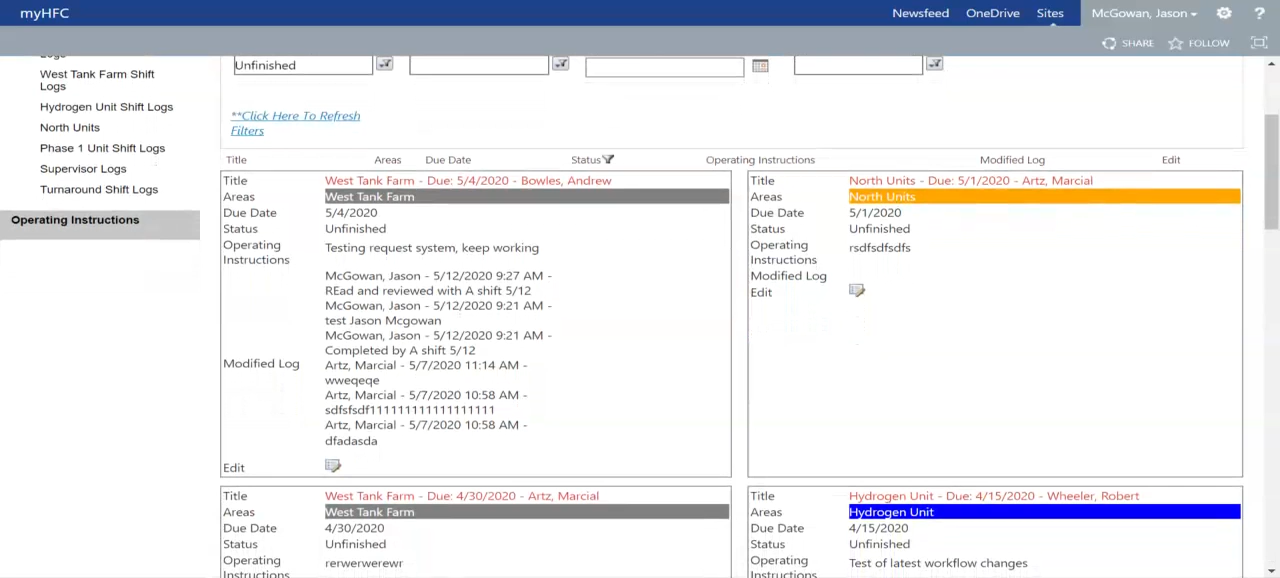 myHFC
Newsfeed OneDrive Sites McGowan, Jason ?
SHARE FOLLOW
West Tank Farm Shift
Logs
Hydrogen Unit Shift Logs
North Units
Phase 1 Unit Shift Logs
Supervisor Logs
Turnaround Shift Logs
Operating Instructions
Unfinished
**Click Here To Refresh
Filters
Title Areas Due Date Status Operating Instructions Modified Log Edit
Title West Tank Farm - Due: 5/4/2020 - Bowles, Andrew
Areas West Tank Farm
Due Date 5/4/2020
Status Unfinished
Operating
Instructions
Testing request system, keep working
McGowan, Jason - 5/12/2020 9:27 AM -
REad and reviewed with A shift 5/12
McGowan, Jason - 5/12/2020 9:21 AM -
test Jason Mcgowan
McGowan, Jason - 5/12/2020 9:21 AM -
Completed by A shift 5/12
Modified Log
Artz, Marcial - 5/7/2020 11:14 AM -
wweqeqe
Artz, Marcial - 5/7/2020 10:58 AM -
sdfsfsdf1111111111111111111
Artz, Marcial - 5/7/2020 10:58 AM -
dfadasda
Edit
Title North Units - Due: 5/1/2020 - Artz, Marcial
Areas North Units
Due Date 5/1/2020
Status Unfinished
Operating
Instructions
rsdfsdfsdfs
Modified Log
Edit
Title West Tank Farm - Due: 4/30/2020 - Artz, Marcial
Areas West Tank Farm
Due Date 4/30/2020
Status Unfinished
Operating
Instructions
rerwerwerewr
Title Hydrogen Unit - Due: 4/15/2020 - Wheeler, Robert
Areas Hydrogen Unit
Due Date 4/15/2020
Status Unfinished
Operating
Instructions
Test of latest workflow changes